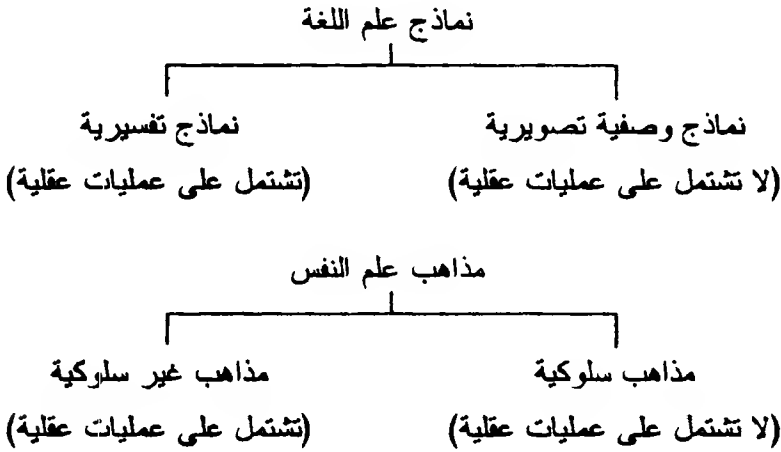 نماذج علم اللغة
نماذج وصفية تصويرية نماذج تفسيرية
(لا تشتمل على عمليات عقلية) (تشتمل على عمليات عقلية)
مذاهب علم النفس
مذاهب سلوكية مذاهب غير سلوكية
(لا تشتمل على عمليات عقلية) (تشتمل على عمليات عقلية)